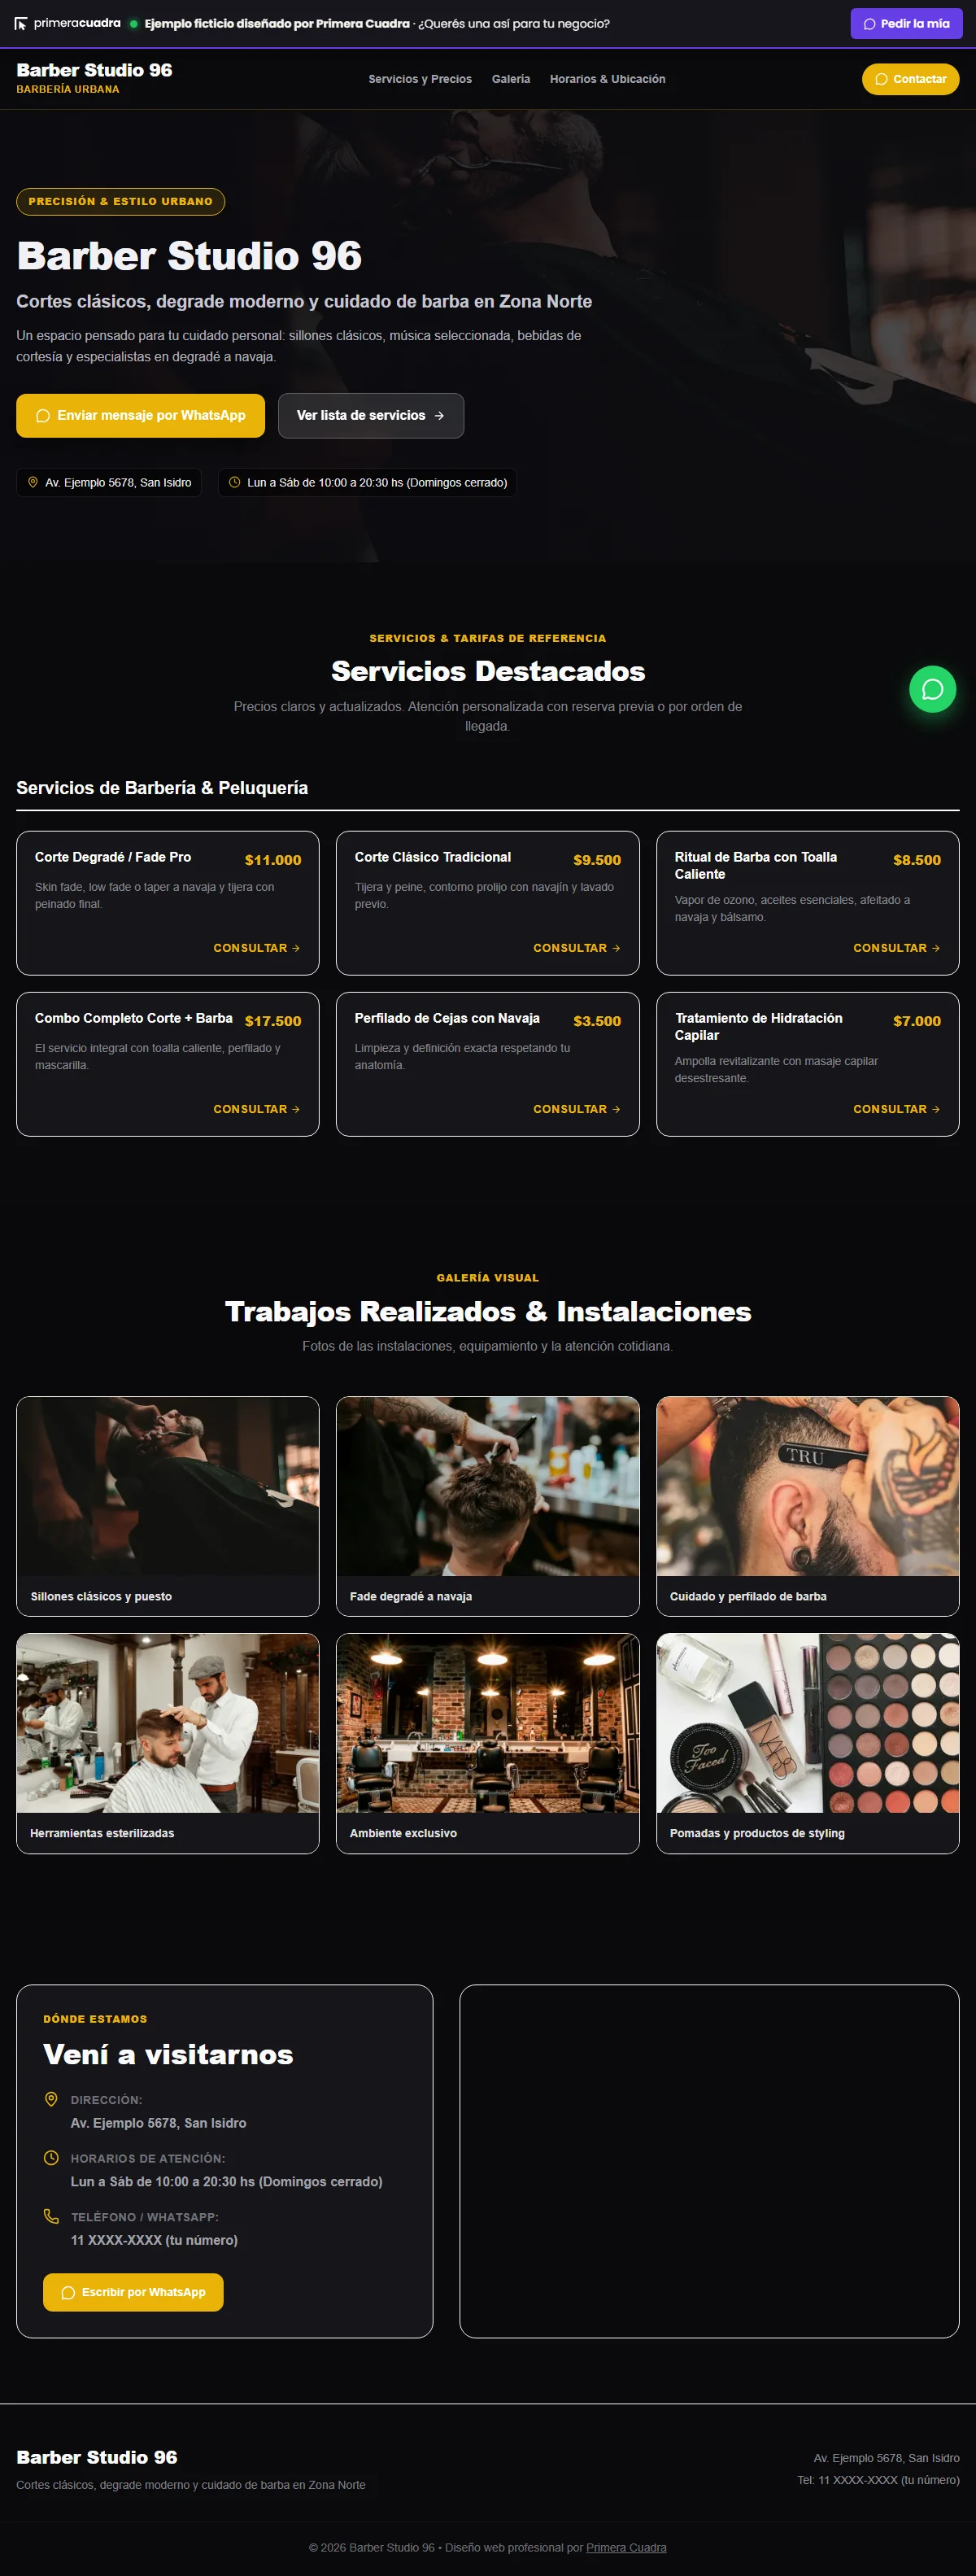 primeracuadra Ejemplo ficticio diseñado por Primera Cuadra · ¿Querés una así para tu negocio? Pedir la mía
Barber Studio 96
BARBERÍA URBANA
Servicios y Precios Galería Horarios & Ubicación
Contactar
PRECISIÓN & ESTILO URBANO
Barber Studio 96
Cortes clásicos, degrade moderno y cuidado de barba en Zona Norte
Un espacio pensado para tu cuidado personal: sillones clásicos, música seleccionada, bebidas de
cortesía y especialistas en degradé a navaja.
Enviar mensaje por WhatsApp Ver lista de servicios →
Av. Ejemplo 5678, San Isidro Lun a Sáb de 10:00 a 20:30 hs (Domingos cerrado)
SERVICIOS & TARIFAS DE REFERENCIA
Servicios Destacados
Precios claros y actualizados. Atención personalizada con reserva previa o por orden de
llegada.
Servicios de Barbería & Peluquería
Corte Degradé / Fade Pro $11.000
Skin fade, low fade o taper a navaja y tijera con
peinado final.
CONSULTAR →
Corte Clásico Tradicional $9.500
Tijera y peine, contorno prolijo con navajín y lavado
previo.
CONSULTAR →
Ritual de Barba con Toalla
Caliente
$8.500
Vapor de ozono, aceites esenciales, afeitado a
navaja y bálsamo.
CONSULTAR →
Combo Completo Corte + Barba $17.500
El servicio integral con toalla caliente, perfilado y
mascarilla.
CONSULTAR →
Perfilado de Cejas con Navaja $3.500
Limpieza y definición exacta respetando tu
anatomía.
CONSULTAR →
Tratamiento de Hidratación
Capilar
$7.000
Ampolla revitalizante con masaje capilar
desestresante.
CONSULTAR →
GALERÍA VISUAL
Trabajos Realizados & Instalaciones
Fotos de las instalaciones, equipamiento y la atención cotidiana.
TRU
Sillones clásicos y puesto
Fade degradé a navaja
Cuidado y perfilado de barba
Too
Faced
NARS
Herramientas esterilizadas
Ambiente exclusivo
Pomadas y productos de styling
DÓNDE ESTAMOS
Vení a visitarnos
DIRECCIÓN:
Av. Ejemplo 5678, San Isidro
HORARIOS DE ATENCIÓN:
Lun a Sáb de 10:00 a 20:30 hs (Domingos cerrado)
TELÉFONO / WHATSAPP:
11 XXXX-XXXX (tu número)
Escribir por WhatsApp
Barber Studio 96
Cortes clásicos, degrade moderno y cuidado de barba en Zona Norte
Av. Ejemplo 5678, San Isidro
Tel: 11 XXXX-XXXX (tu número)
© 2026 Barber Studio 96 • Diseño web profesional por Primera Cuadra